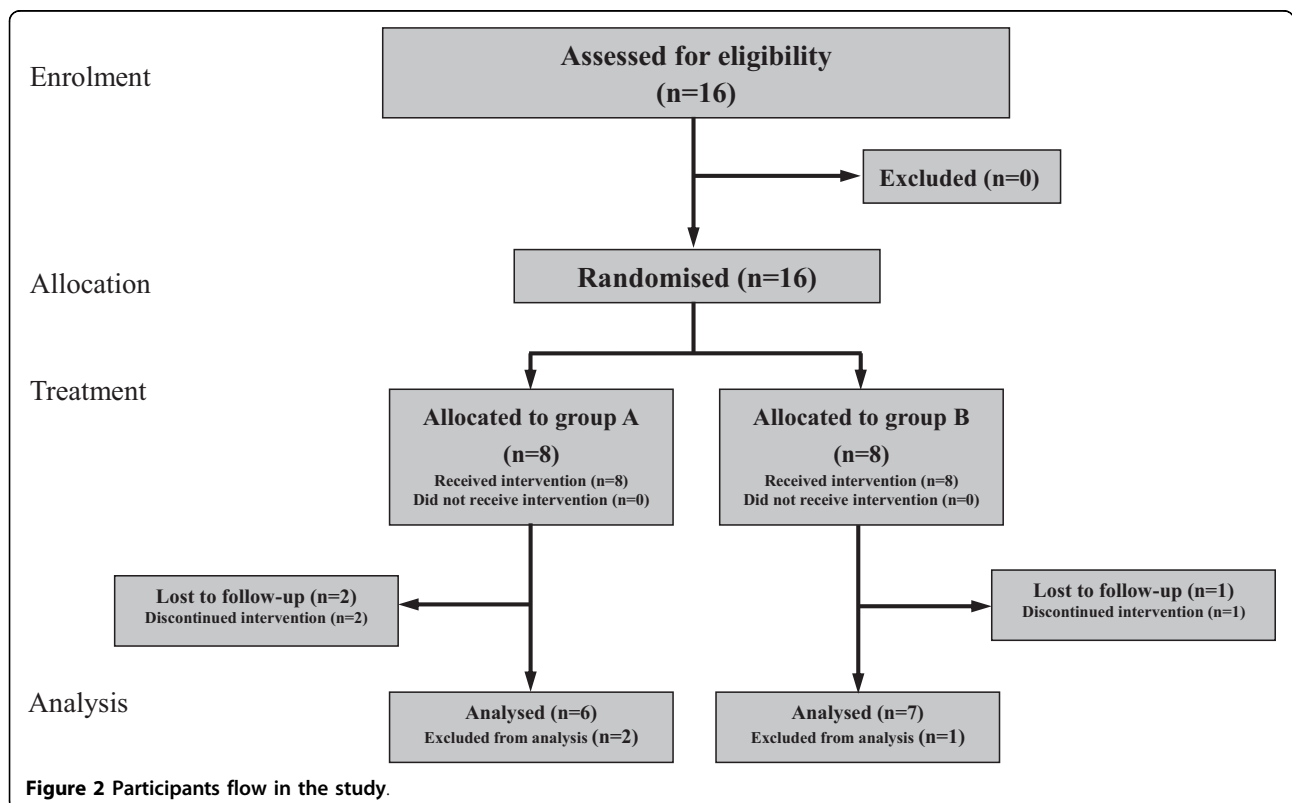 Enrolment
Assessed for eligibility
(n=16)
Excluded (n=0)
Allocation
Randomised (n=16)
Treatment
Allocated to group A
(n=8)
Received intervention (n=8)
Did not receive intervention (n=0)
Allocated to group B
(n=8)
Received intervention (n=8)
Did not receive intervention (n=0)
Lost to follow-up (n=2)
Discontinued intervention (n=2)
Lost to follow-up (n=1)
Discontinued intervention (n=1)
Analysis
Analysed (n=6)
Excluded from analysis (n=2)
Analysed (n=7)
Excluded from analysis (n=1)
Figure 2 Participants flow in the study.